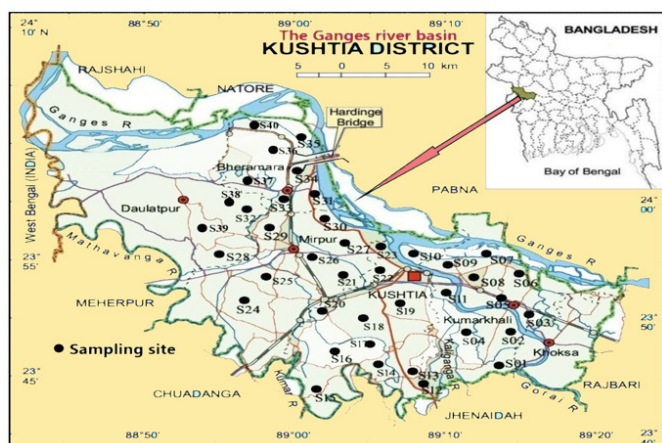 88° 50'
89° 00'
89° 10'
24°
10' N
The Ganges river basin
KUSHTIA DISTRICT
5 0 5 10
km
BANGLADESH
Bay of Bengal
RAJSHAHI
NATORE
Ganges R
Hardinge
Bridge
S40
S35
S36
Bheramara
S34
S37
S38
S33
S31
PABNA
24°
00'
West Bengal (INDIA)
Daulatpur
S32
S30
S39
S29
Mirpur
S27
S23
S10
Ganges R
Mathavanga R
23°
55'
S28
S26
S09
S07
S08
S06
MEHERPUR
S25
S21
S22
KUSHTIA
S11
S05
S24
S20
S19
S18
Kumarkhali
S03
23°
50'
S04
S02
S17
S16
Khoksa
Sampling site
S14
S13
S01
Kaliganga R
23°
45'
S12
S15
Kumar R
CHUADANGA
Gorai R
RAJBARI
JHENAIDAH
88° 50'
89° 00'
89° 10'